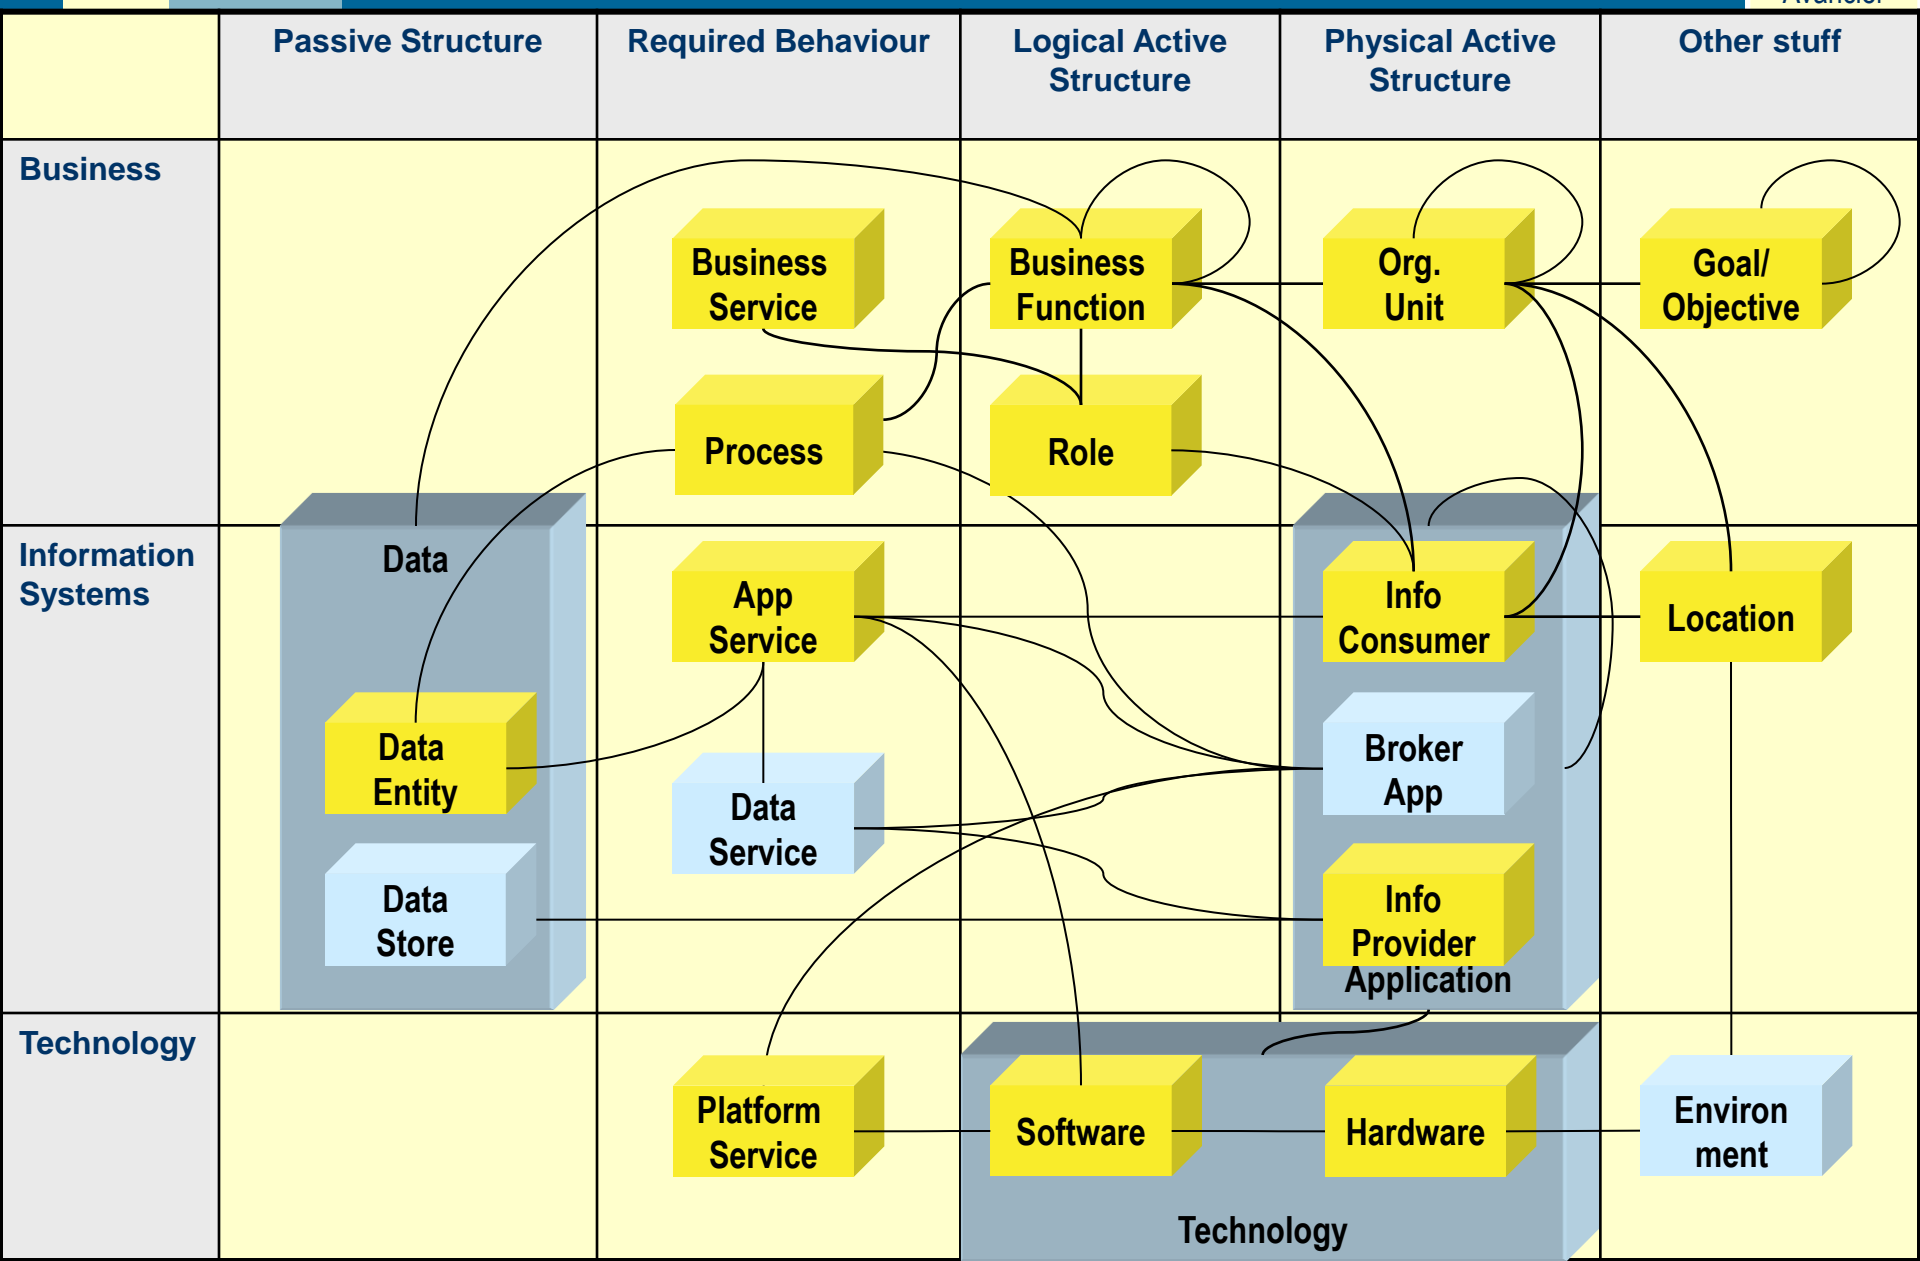 Passive Structure
Required Behaviour
Logical Active
Structure
Physical Active
Structure
Other stuff
Business
Business
Service
Business
Function
Org.
Unit
Goal/
Objective
Process
Role
Information
Systems
Data
App
Service
Info
Consumer
Location
Data
Entity
Data
Service
Broker
App
Data
Store
Info
Provider
Application
Technology
Platform
Service
Software
Hardware
Environ
ment
Technology